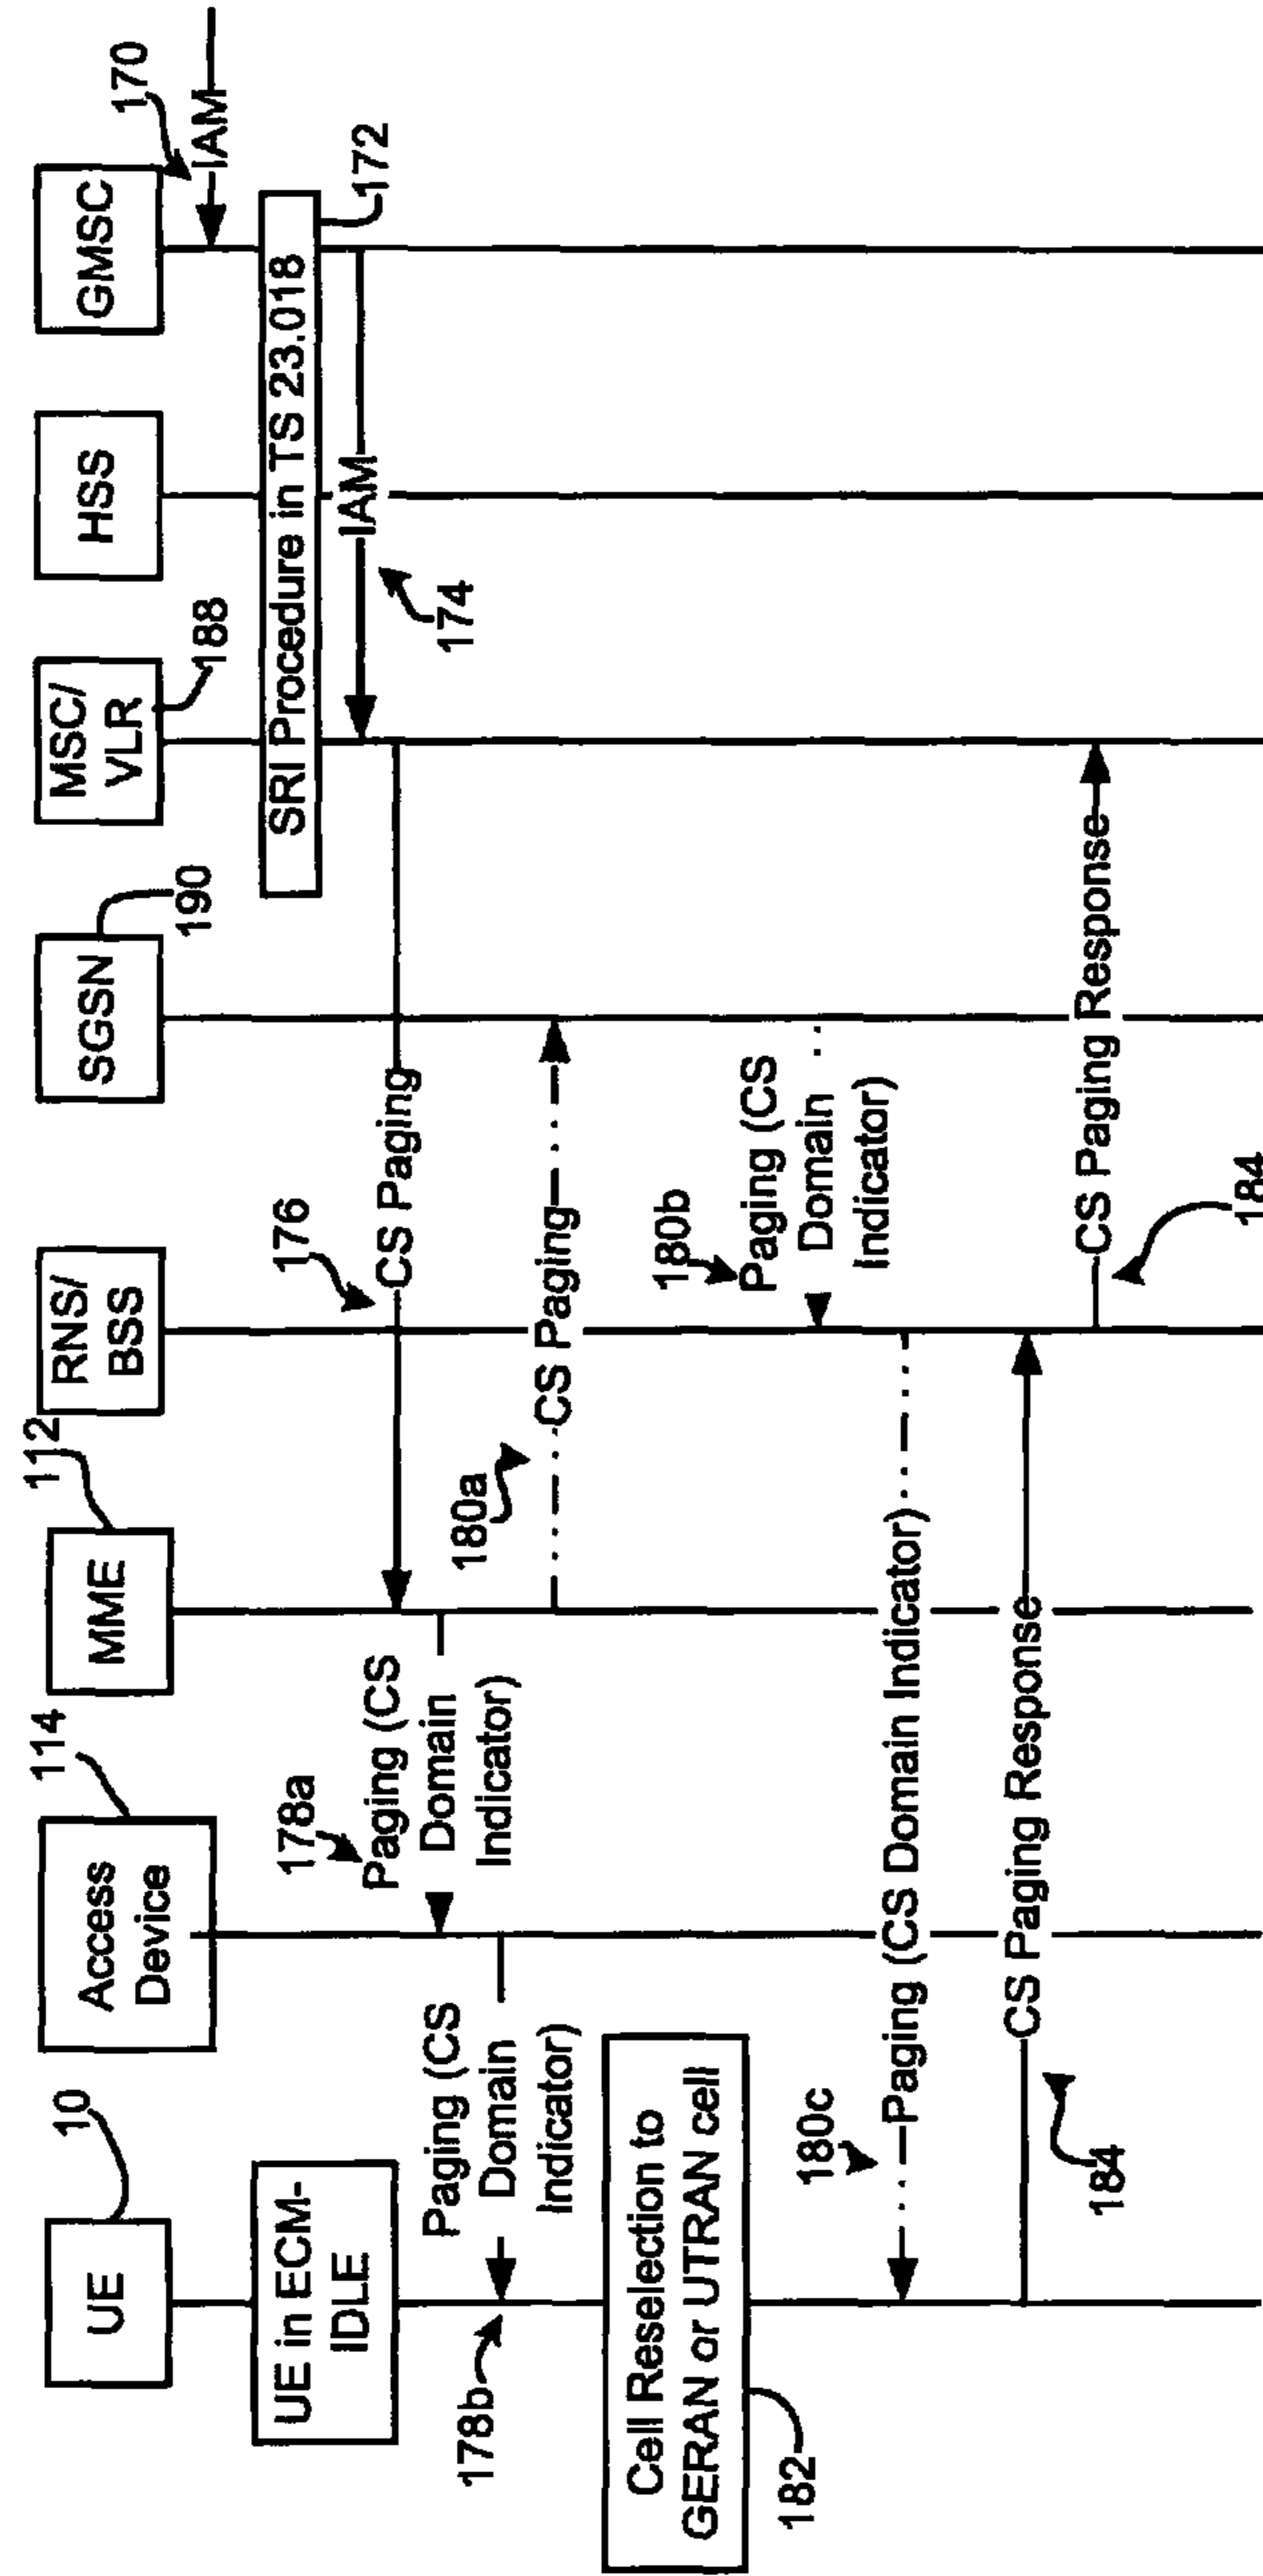 10
114
112
190
188
170
UE
Access
Device
MME
RNS/
BSS
SGSN
MSC/
VLR
HSS
GMSC
IAM
UE in ECM-
IDLE
SRI Procedure in TS 23.018
172
IAM
174
176
CS Paging
178a
Paging (CS
Domain
Indicator)
178b
Paging (CS
Domain
Indicator)
180a
CS Paging
Cell Reselection to
GERAN or UTRAN cell
182
180b
Paging (CS
Domain
Indicator)
180c
Paging (CS Domain Indicator)
CS Paging Response
184
CS Paging Response
184